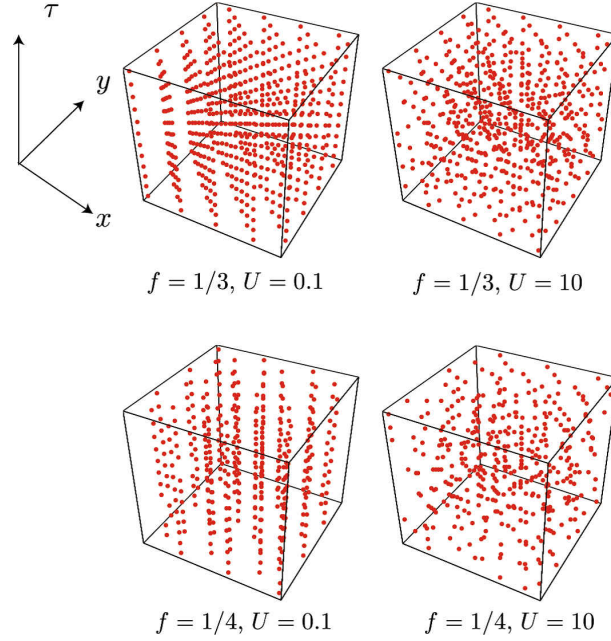 τ
y
x
f = 1/3, U = 0.1
f = 1/3, U = 10
f = 1/4, U = 0.1
f = 1/4, U = 10